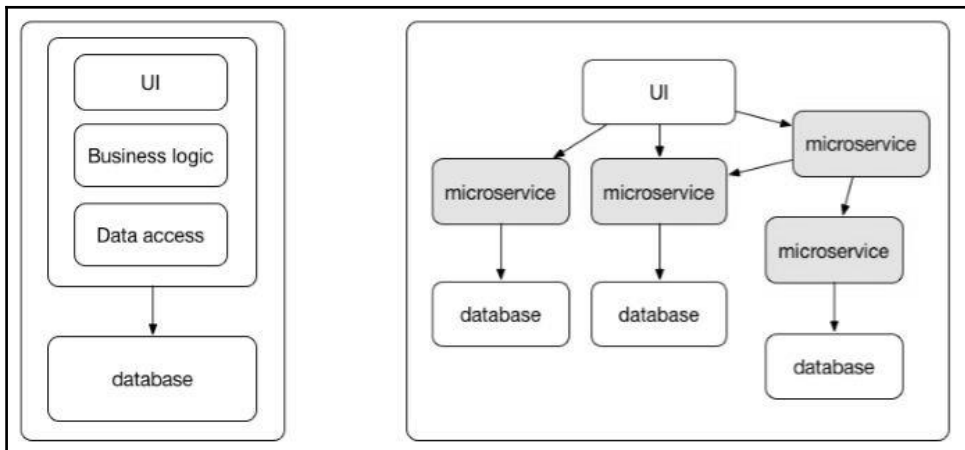 UI
Business logic
Data access
database
UI
microservice
microservice
microservice
microservice
database
database
database